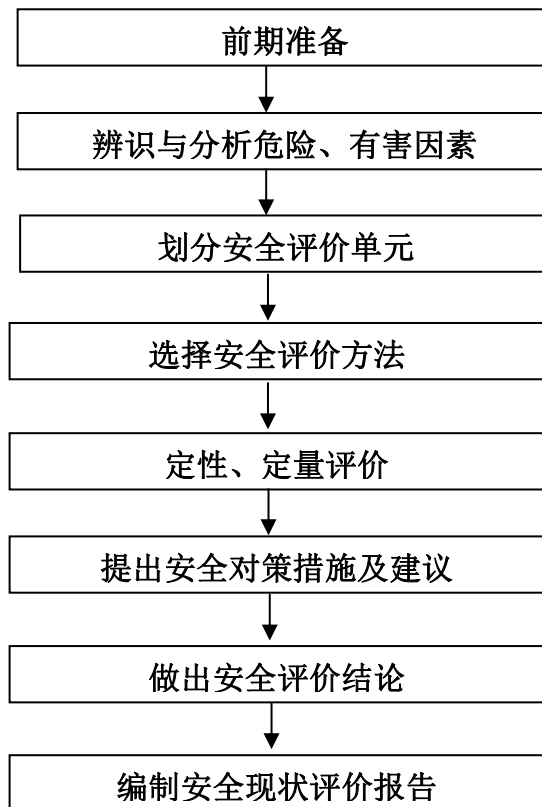 前期准备
辨识与分析危险、有害因素
划分安全评价单元
选择安全评价方法
定性、定量评价
提出安全对策措施及建议
做出安全评价结论
编制安全现状评价报告